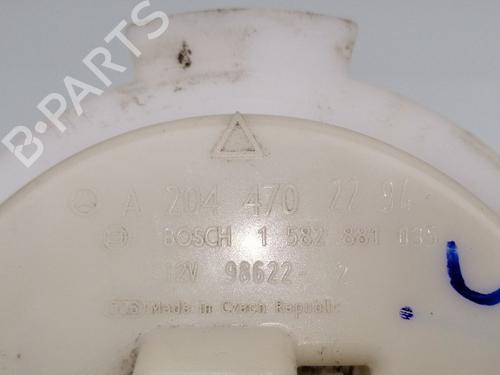 B-PARTS
A 204 470 22 94
BOSCH 1 582 881 035
12V 98622- 2
Made in Czech Republic